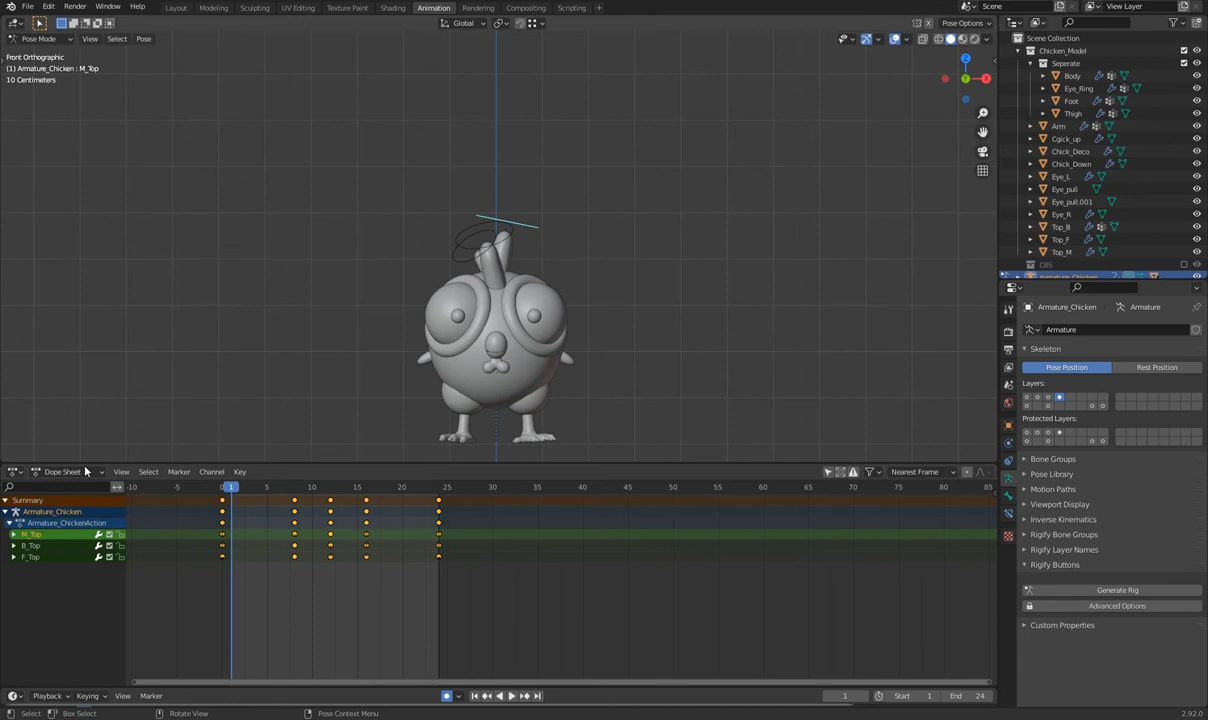 File Edit Render Window Help Layout Modeling Sculpting UV Editing Texture Paint Shading Animation Rendering Compositing Scripting + Scene View Layer
Global Pose Options
Pose Mode View Select Pose
Front Orthographic
(1) Armature_Chicken : M_Top
10 Centimeters
Z
Y
X
Scene Collection
Chicken_Model
Seperate
Body
Eye_Ring
Foot
Thigh
Arm
Cgick_up
Chick_Deco
Chick_Down
Eye_L
Eye_pull
Eye_pull.001
Eye_R
Top_B
Top_F
Top_M
CBS
Armature_Chicken
Armature_Chicken Armature
Armature
Skeleton
Pose Position Rest Position
Layers:
Protected Layers:
Bone Groups
Pose Library
Motion Paths
Viewport Display
Inverse Kinematics
Rigify Bone Groups
Rigify Layer Names
Rigify Buttons
Generate Rig
Advanced Options
Custom Properties
Dope Sheet View Select Marker Channel Key Nearest Frame
-10 -5 1 5 10 15 20 25 30 35 40 45 50 55 60 65 70 75 80 85
Summary
Armature_Chicken
Armature_ChickenAction
M_Top
B_Top
F_Top
Playback Keying View Marker 1 Start 1 End 24
Select Box Select Rotate View Pose Context Menu 2.92.0